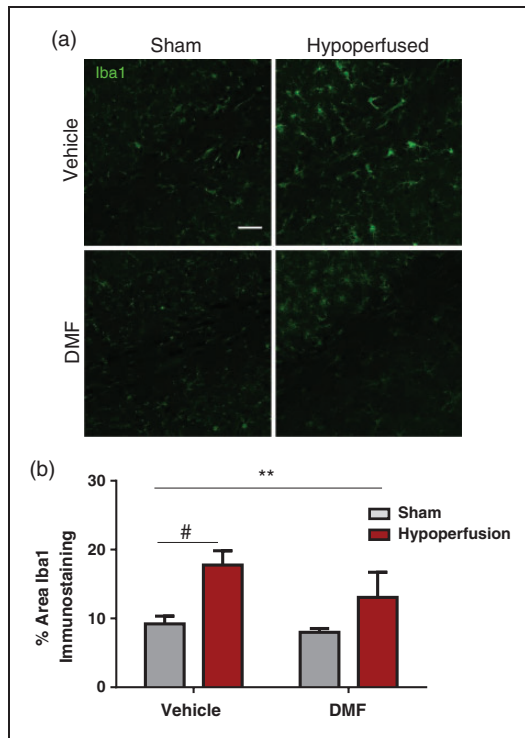 (a)
Sham Hypoperfused
Iba1
Vehicle
DMF
(b)
30
20
10
0
% Area Iba1
Immunostaining
**
#
Sham
Hypoperfusion
Vehicle DMF